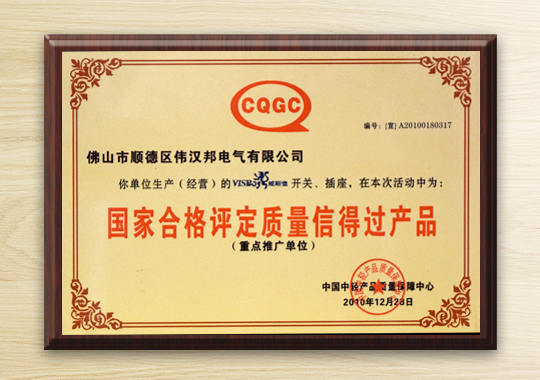 CQGC
编号：(宣) A20100180317
佛山市顺德区伟汉邦电气有限公司
你单位生产（经营）的 开关、插座，在本次活动中为：
国家合格评定质量信得过产品
（重点推广单位）
中国中轻产品质量保障中心
2010年12月28日